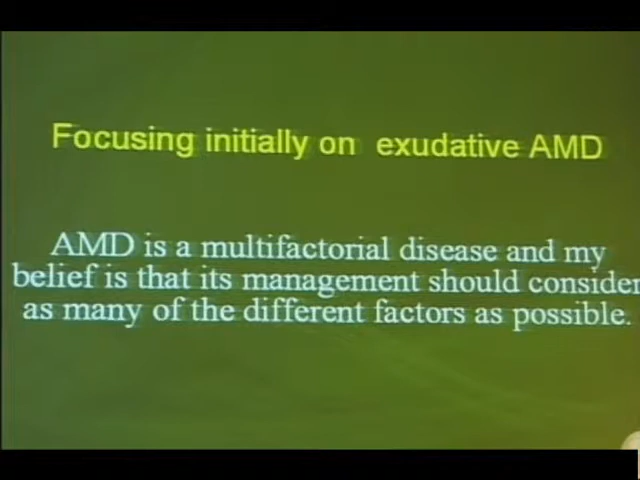 Focusing initially on exudative AMD
AMD is a multifactorial disease and my
belief is that its management should consider
as many of the different factors as possible.